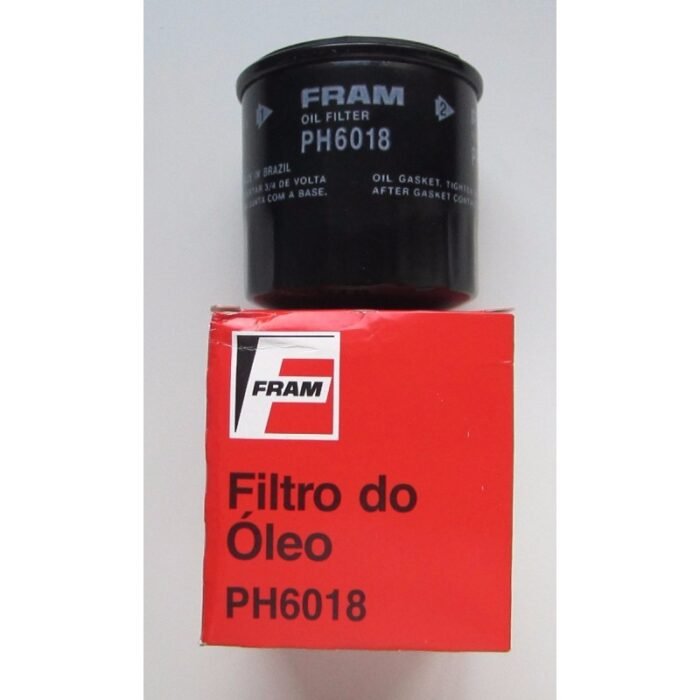 FRAM
1
2
OIL FILTER
PH6018
IN BRAZIL
3/4 DE VOLTA
COM A BASE.
OIL GASKET, TIGHTEN
AFTER GASKET
FRAM
Filtro do
Óleo
PH6018